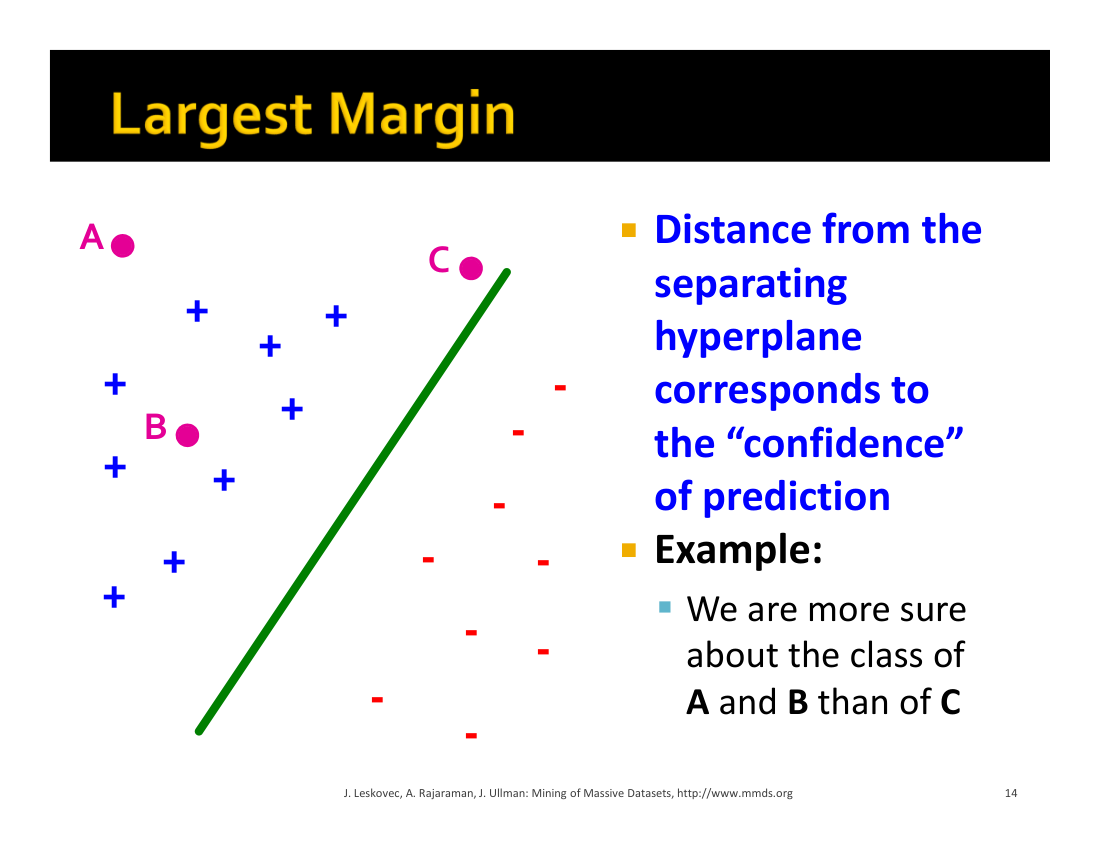 Largest Margin
A
C
+
+
+
+
+
-
B
-
+
+
-
+
-
-
+
-
-
-
-
Distance from the
separating
hyperplane
corresponds to
the “confidence”
of prediction
Example:
We are more sure
about the class of
A and B than of C
J. Leskovec, A. Rajaraman, J. Ullman: Mining of Massive Datasets, http://www.mmds.org
14